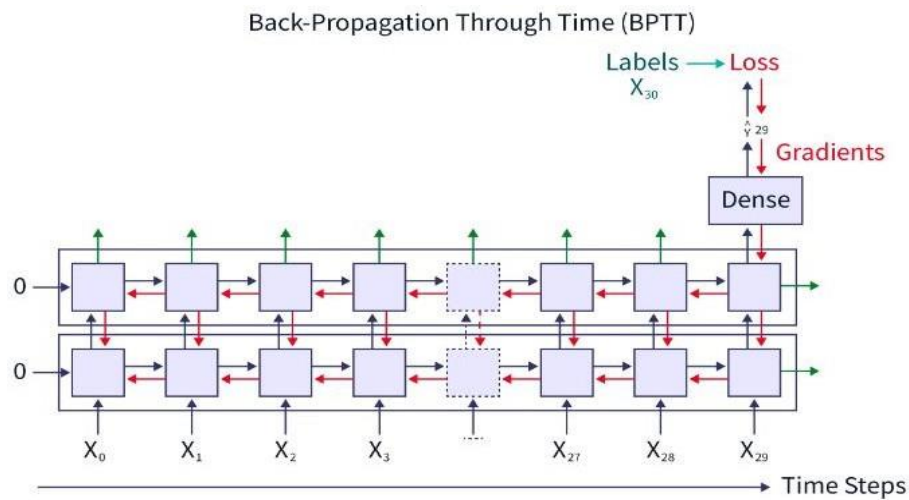 Back-Propagation Through Time (BPTT)
Labels Loss
X₃₀
Ŷ 29
Gradients
Dense
0
0
X₀ X₁ X₂ X₃ ..... X₂₇ X₂₈ X₂₉
Time Steps